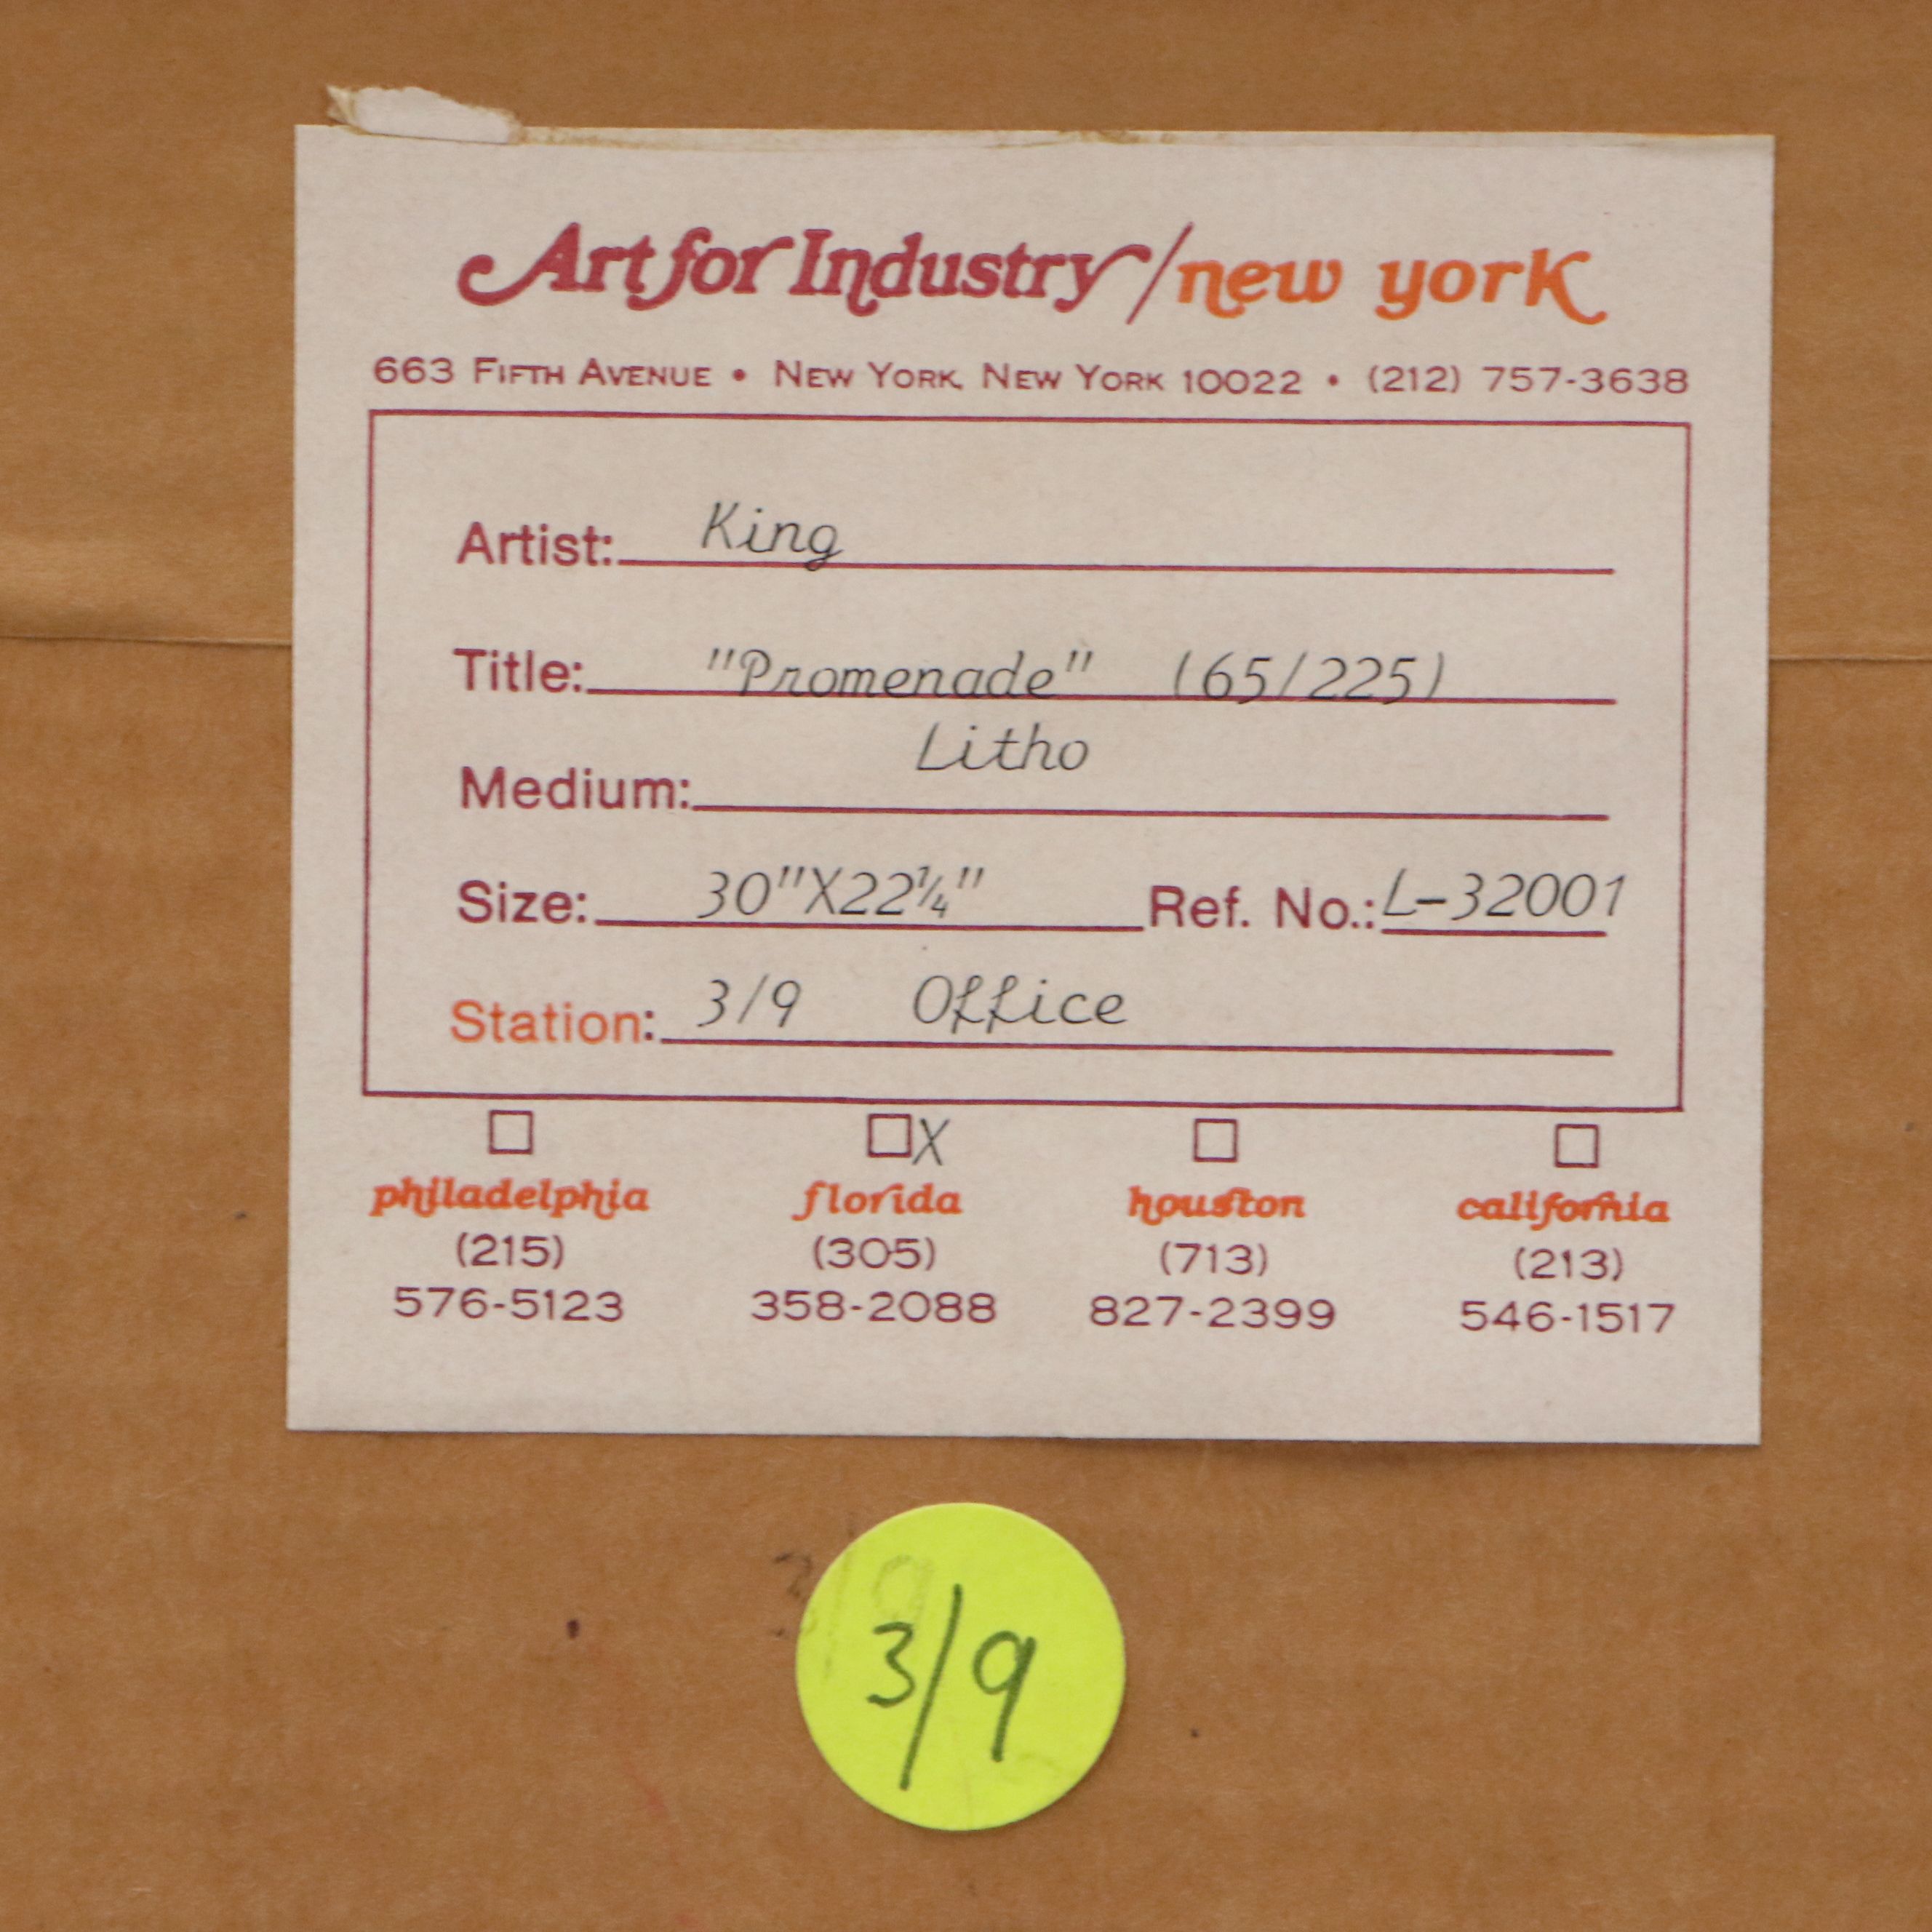 Art for Industry/new york
663 Fifth Avenue • New York, New York 10022 • (212) 757-3638
Artist: King
Title: "Promenade" (65/225)
Medium: Litho
Size: 30"X22¼" Ref. No.: L-32001
Station: 3/9 Office
X
philadelphia florida houston california
(215) (305) (713) (213)
576-5123 358-2088 827-2399 546-1517
3/9
3/9